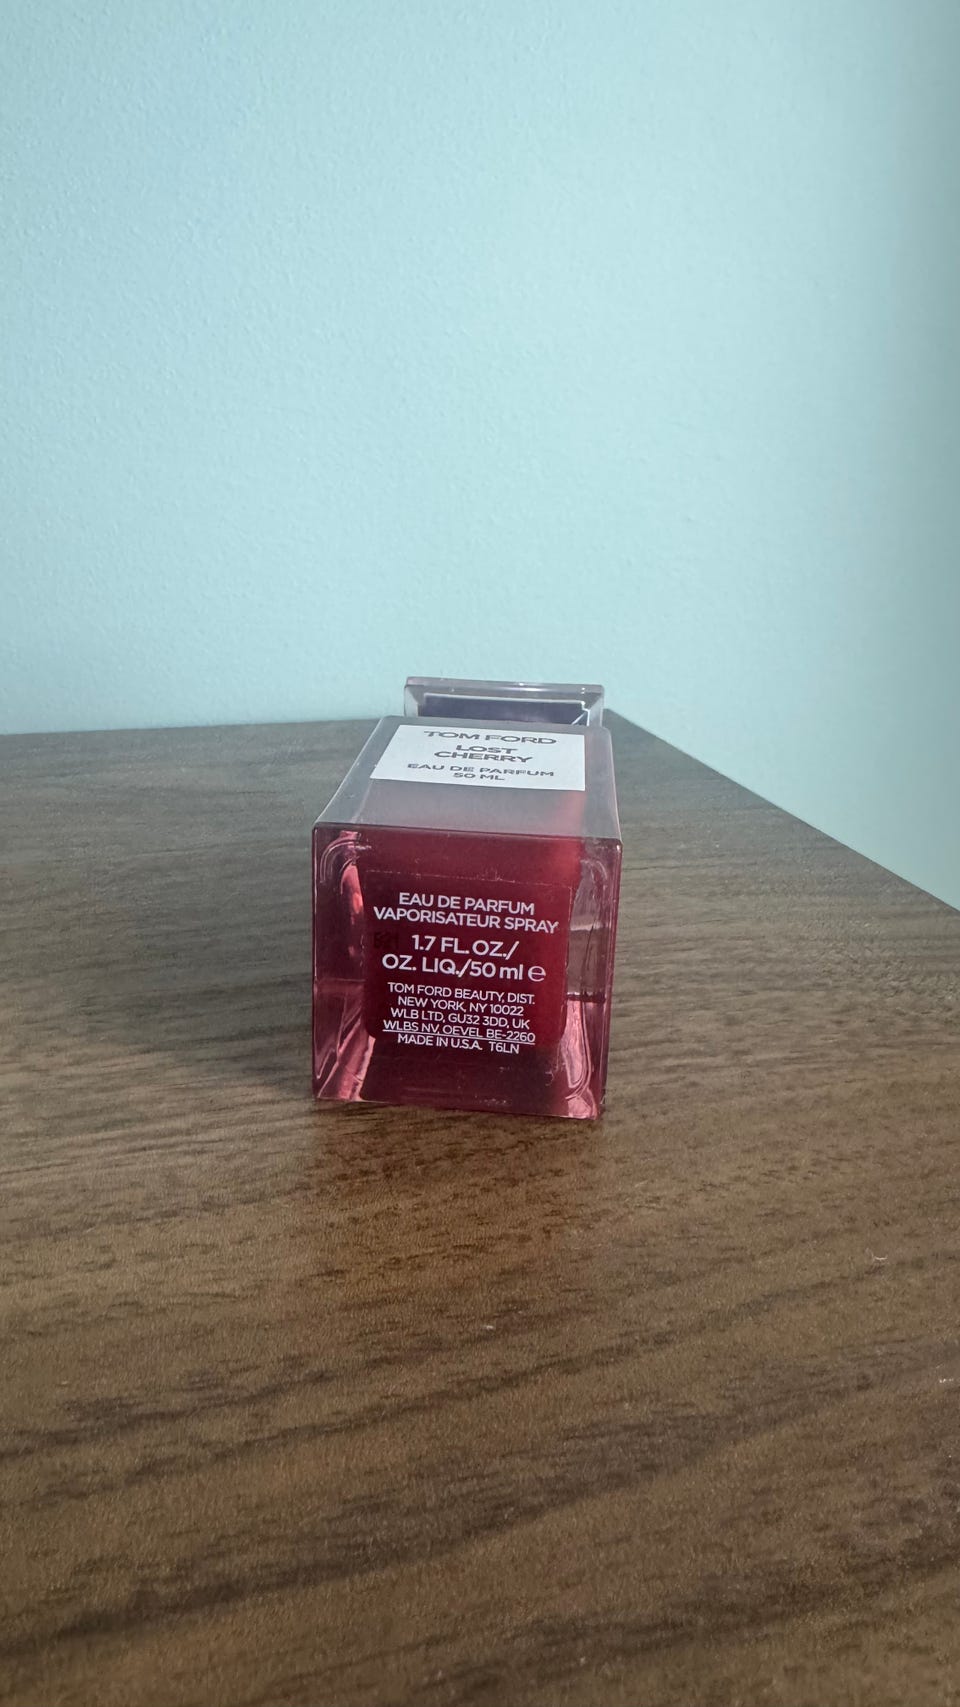 TOM FORD
LOST
CHERRY
EAU DE PARFUM
50 ML
EAU DE PARFUM
VAPORISATEUR SPRAY
1.7 FL. OZ./
OZ. LIQ./50 ml ℮
TOM FORD BEAUTY, DIST.
NEW YORK, NY 10022
WLB LTD, GU32 3DD, UK
WLBS NV, OEVEL BE-2260
MADE IN U.S.A. T6LN